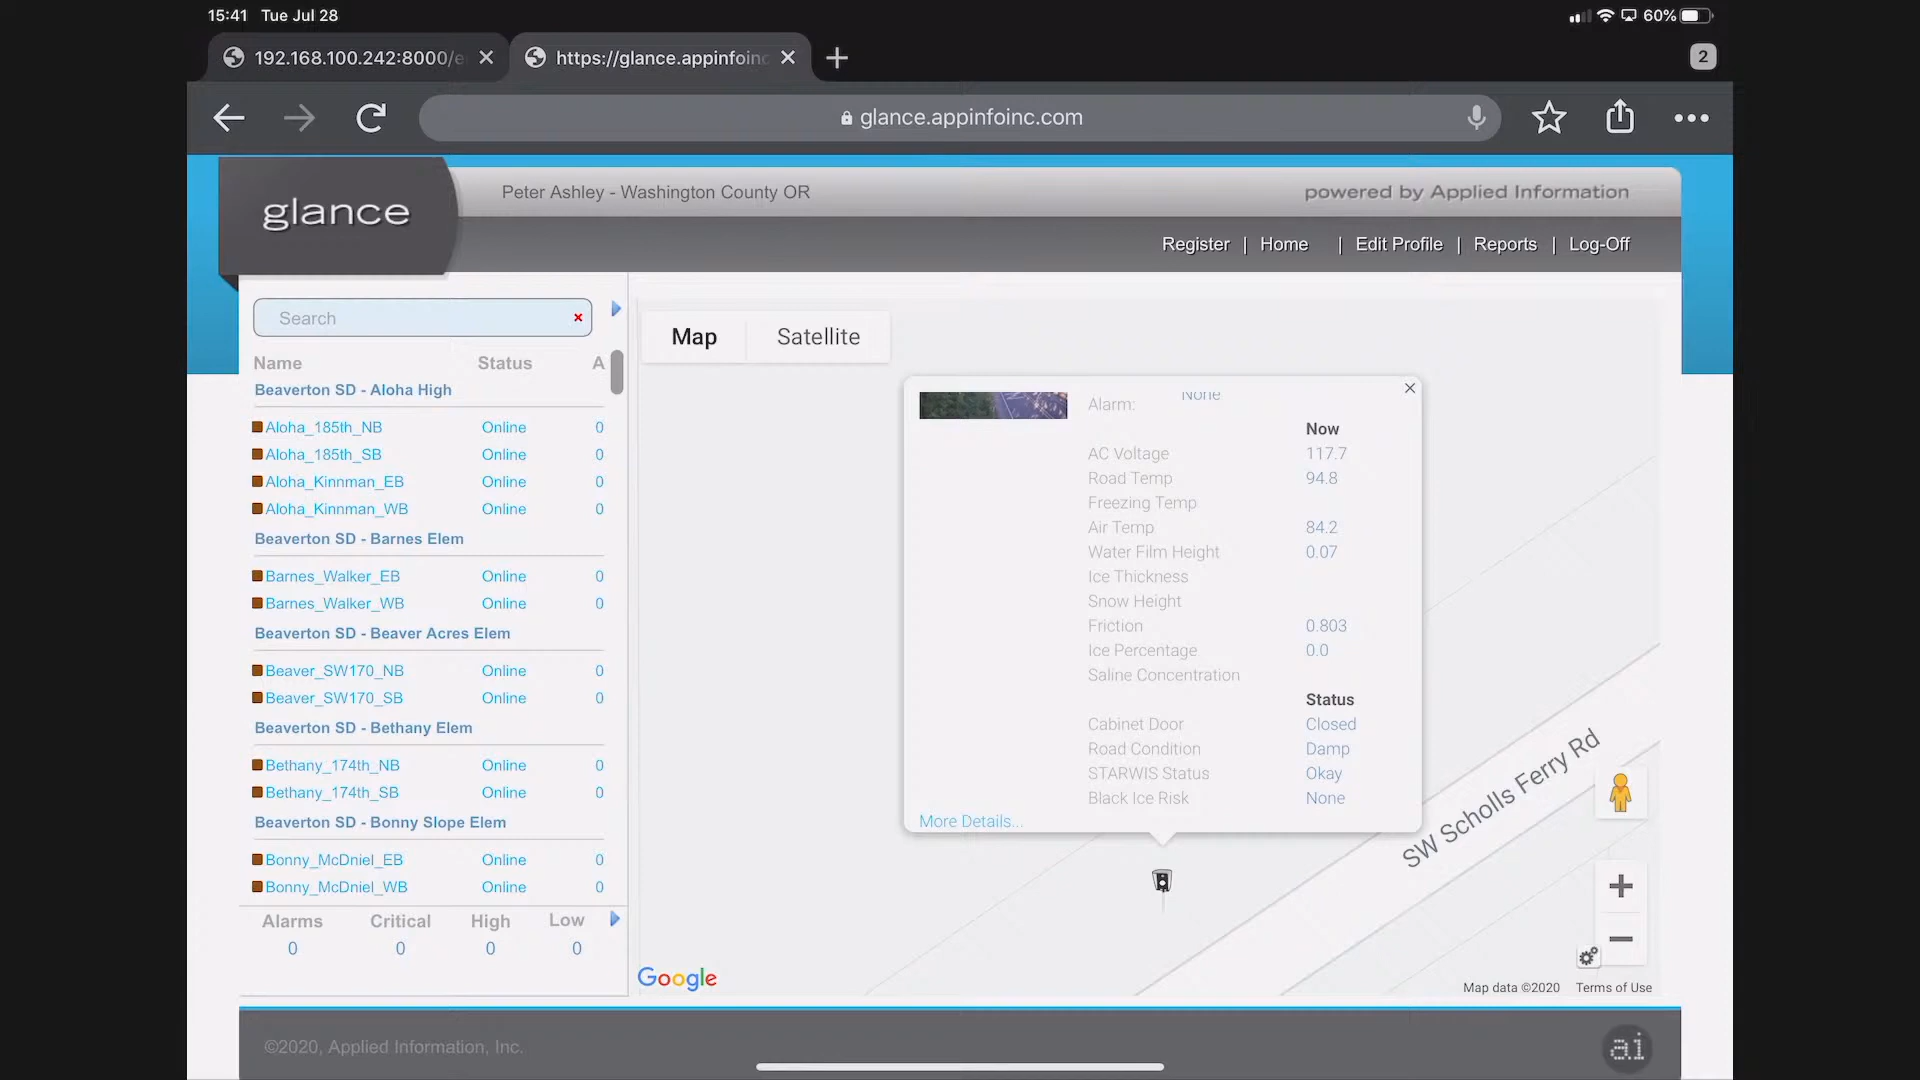 15:41 Tue Jul 28
60%
192.168.100.242:8000/e
https://glance.appinfoinc
2
glance.appinfoinc.com
glance
Peter Ashley - Washington County OR
powered by Applied Information
Register | Home | Edit Profile | Reports | Log-Off
Search
Name Status A
Beaverton SD - Aloha High
Aloha_185th_NB Online 0
Aloha_185th_SB Online 0
Aloha_Kinnman_EB Online 0
Aloha_Kinnman_WB Online 0
Beaverton SD - Barnes Elem
Barnes_Walker_EB Online 0
Barnes_Walker_WB Online 0
Beaverton SD - Beaver Acres Elem
Beaver_SW170_NB Online 0
Beaver_SW170_SB Online 0
Beaverton SD - Bethany Elem
Bethany_174th_NB Online 0
Bethany_174th_SB Online 0
Beaverton SD - Bonny Slope Elem
Bonny_McDniel_EB Online 0
Bonny_McDniel_WB Online 0
Alarms Critical High Low
0 0 0 0
Map Satellite
Alarm: None
Now
AC Voltage 117.7
Road Temp 94.8
Freezing Temp
Air Temp 84.2
Water Film Height 0.07
Ice Thickness
Snow Height
Friction 0.803
Ice Percentage 0.0
Saline Concentration
Status
Cabinet Door Closed
Road Condition Damp
STARWIS Status Okay
Black Ice Risk None
More Details...
SW Scholls Ferry Rd
Google
Map data ©2020 Terms of Use
©2020, Applied Information, Inc.
ai